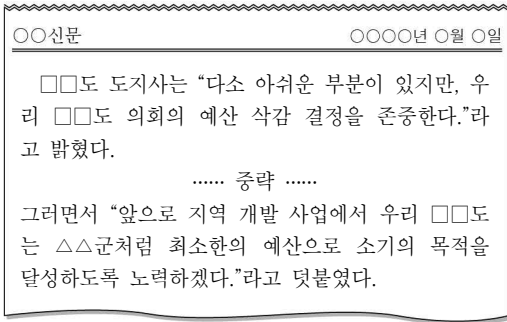 ○○신문 ○○○○년 ○월 ○일
□□도 도지사는 “다소 아쉬운 부분이 있지만, 우
리 □□도 의회의 예산 삭감 결정을 존중한다.”라
고 밝혔다.
…… 중략 ……
그러면서 “앞으로 지역 개발 사업에서 우리 □□도
는 △△군처럼 최소한의 예산으로 소기의 목적을
달성하도록 노력하겠다.”라고 덧붙였다.